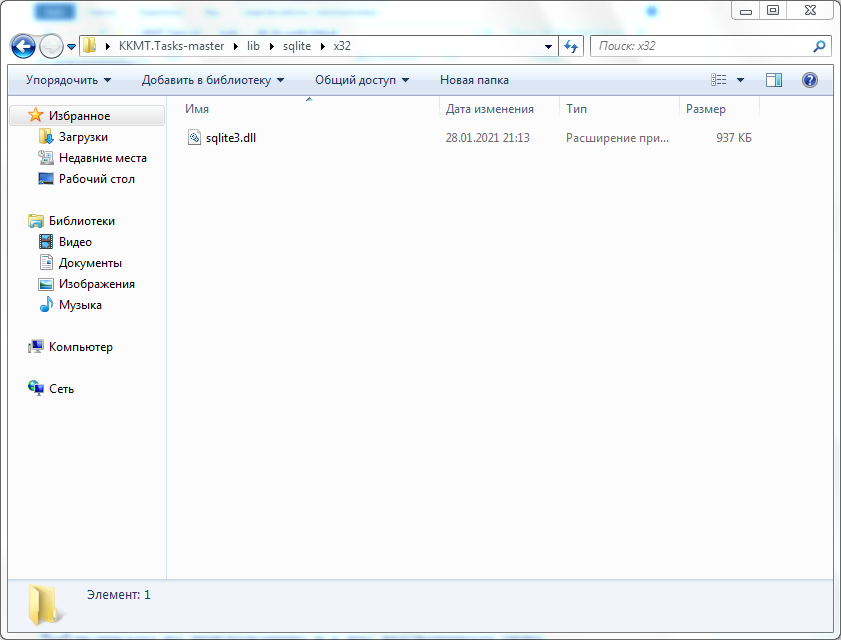 KKMT.Tasks-master lib sqlite x32 Поиск: x32
Упорядочить Добавить в библиотеку Общий доступ Новая папка
Избранное
Загрузки
Недавние места
Рабочий стол
Библиотеки
Видео
Документы
Изображения
Музыка
Компьютер
Сеть
Имя Дата изменения Тип Размер
sqlite3.dll 28.01.2021 21:13 Расширение при... 937 КБ
Элемент: 1